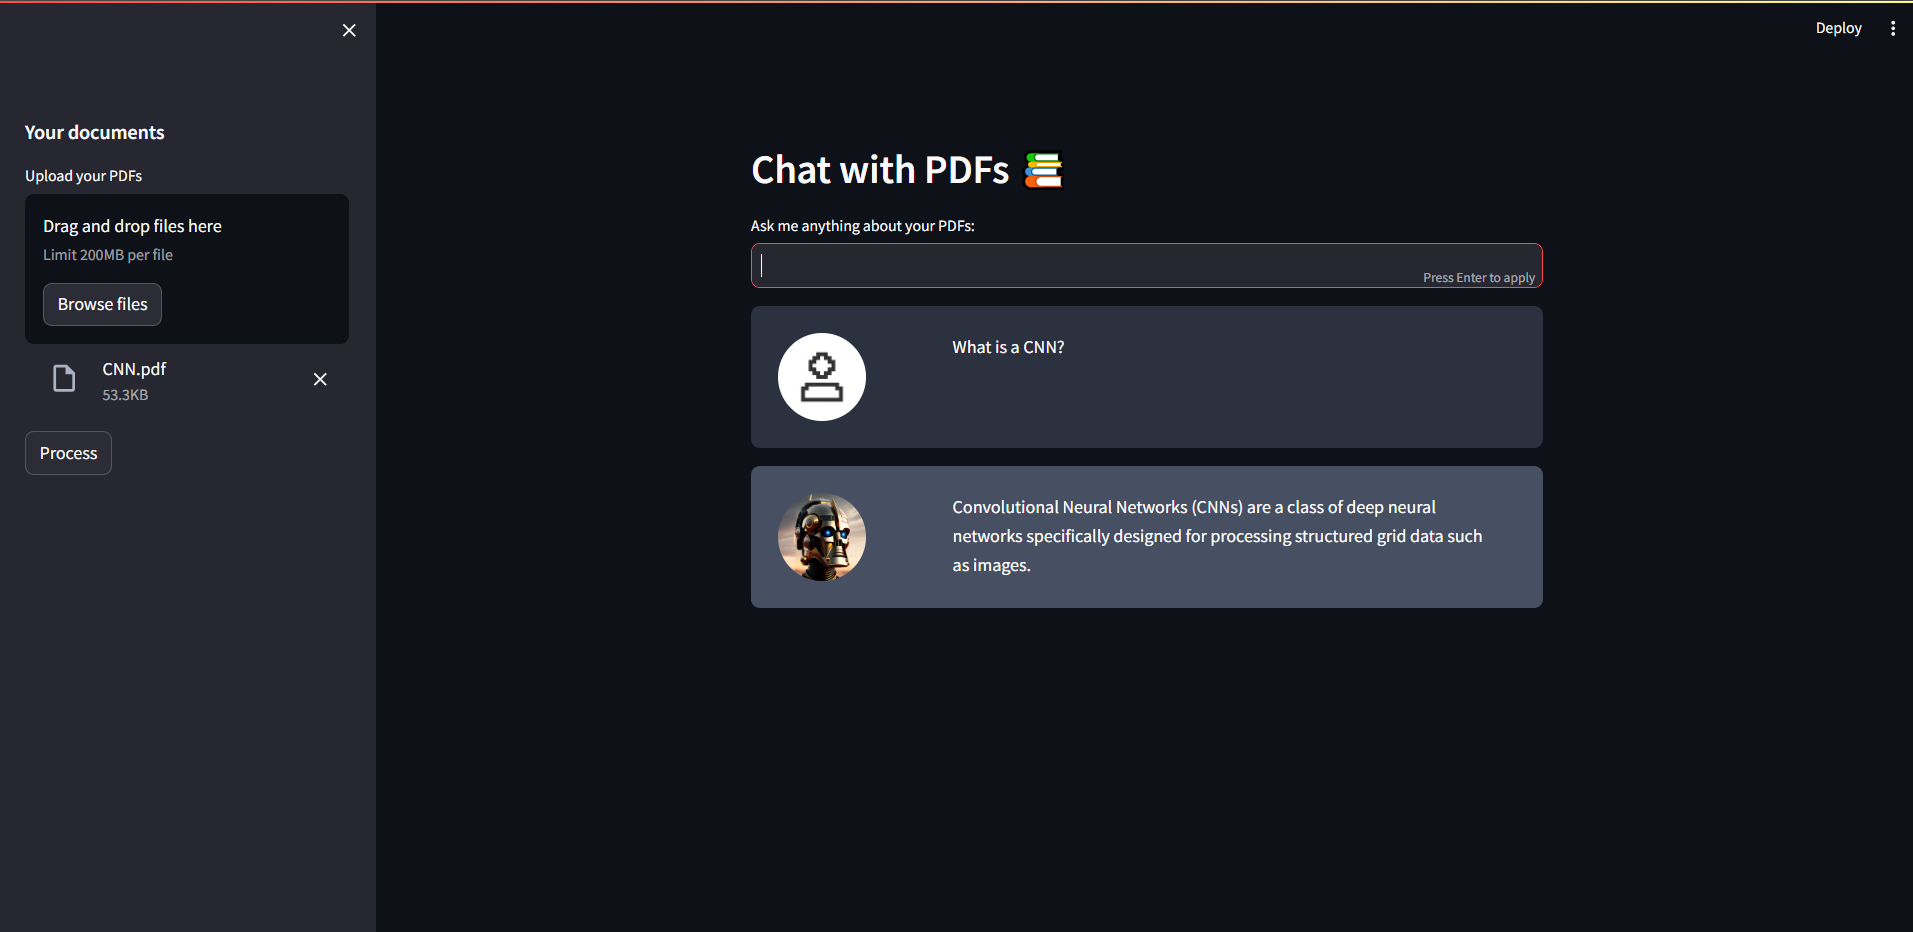 Deploy
Your documents
Upload your PDFs
Drag and drop files here
Limit 200MB per file
Browse files
CNN.pdf
53.3KB
Process
Chat with PDFs
Ask me anything about your PDFs:
Press Enter to apply
What is a CNN?
Convolutional Neural Networks (CNNs) are a class of deep neural
networks specifically designed for processing structured grid data such
as images.